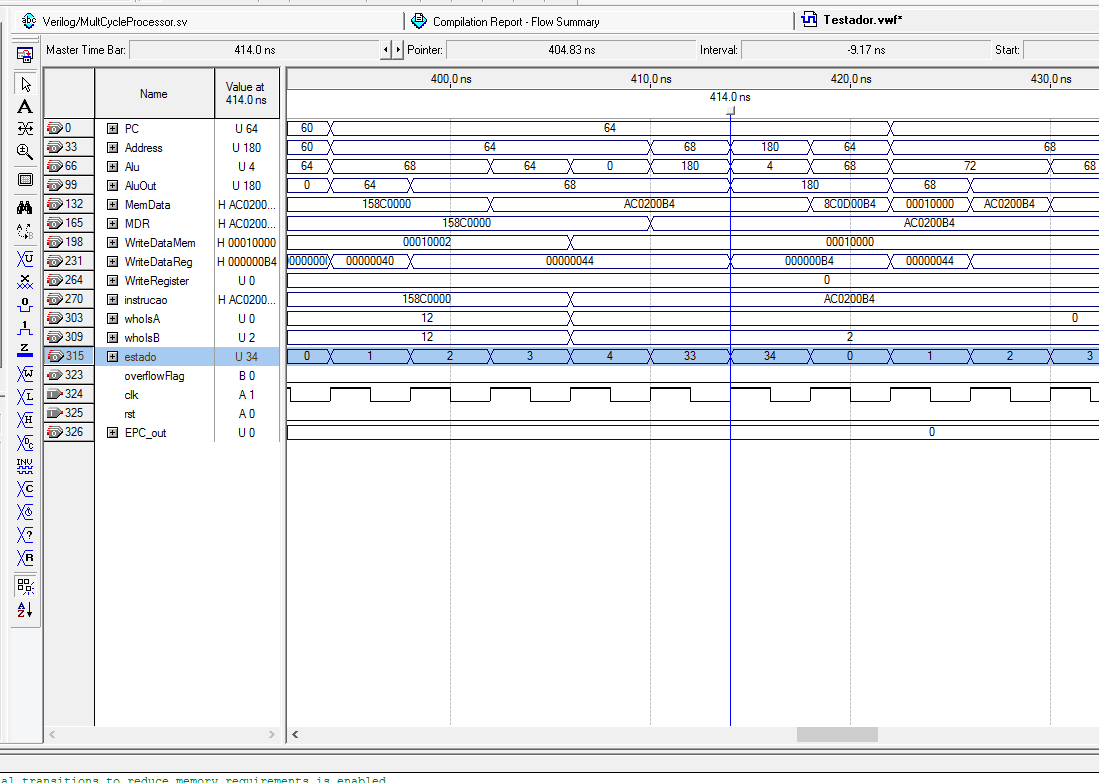 Verilog/MultCycleProcessor.sv Compilation Report - Flow Summary Testador.vwf*
Master Time Bar: 414.0 ns Pointer: 404.83 ns Interval: -9.17 ns Start:
Name Value at 414.0 ns 400.0 ns 410.0 ns 420.0 ns 430.0 ns
414.0 ns
0 PC U 64 60 64
33 Address U 180 60 64 68 180 64 68
66 Alu U 4 64 68 64 0 180 4 68 72 68
99 AluOut U 180 0 64 68 180 68
132 MemData H AC0200... 158C0000 AC0200B4 8C0D00B4 00010000 AC0200B4
165 MDR H AC0200... 158C0000 AC0200B4
198 WriteDataMem H 00010000 00010002 00010000
231 WriteDataReg H 000000B4 0000000( 00000040 00000044 000000B4 00000044
264 WriteRegister U 0 0
270 instrucao H AC0200... 158C0000 AC0200B4
303 whoIsA U 0 12 0
309 whoIsB U 2 12 2
315 estado U 34 0 1 2 3 4 33 34 0 1 2 3
323 overflowFlag B 0
324 clk A 1
325 rst A 0
326 EPC_out U 0 0
al transitions to reduce memory requirements is enabled